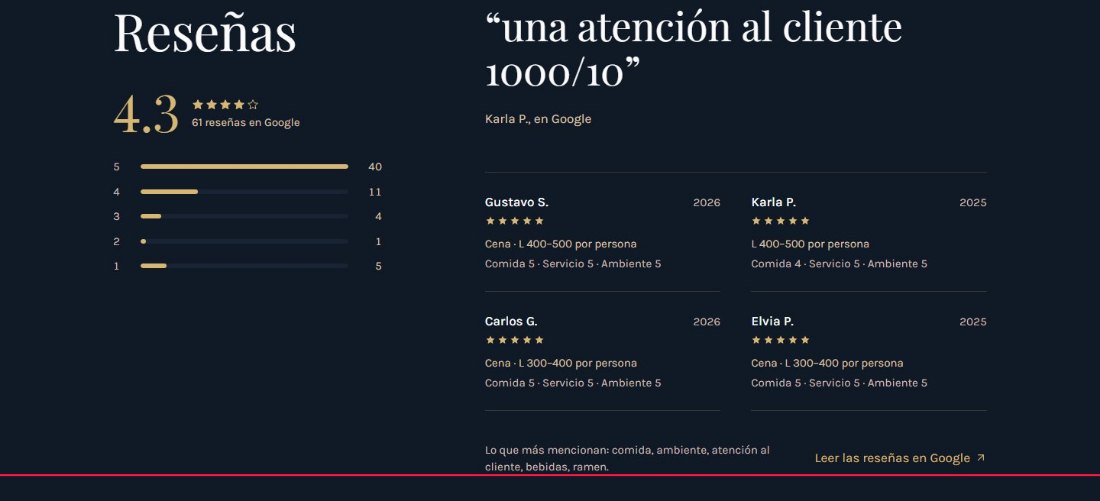 Reseñas
4.3
★★★★☆
61 reseñas en Google
5 40
4 11
3 4
2 1
1 5
“una atención al cliente
1000/10”
Karla P., en Google
Gustavo S. 2026
★★★★★
Cena · L 400–500 por persona
Comida 5 · Servicio 5 · Ambiente 5
Karla P. 2025
★★★★★
L 400–500 por persona
Comida 4 · Servicio 5 · Ambiente 5
Carlos G. 2026
★★★★★
Cena · L 300–400 por persona
Comida 5 · Servicio 5 · Ambiente 5
Elvia P. 2025
★★★★★
Cena · L 300–400 por persona
Comida 5 · Servicio 5 · Ambiente 5
Lo que más mencionan: comida, ambiente, atención al
cliente, bebidas, ramen.
Leer las reseñas en Google ↗